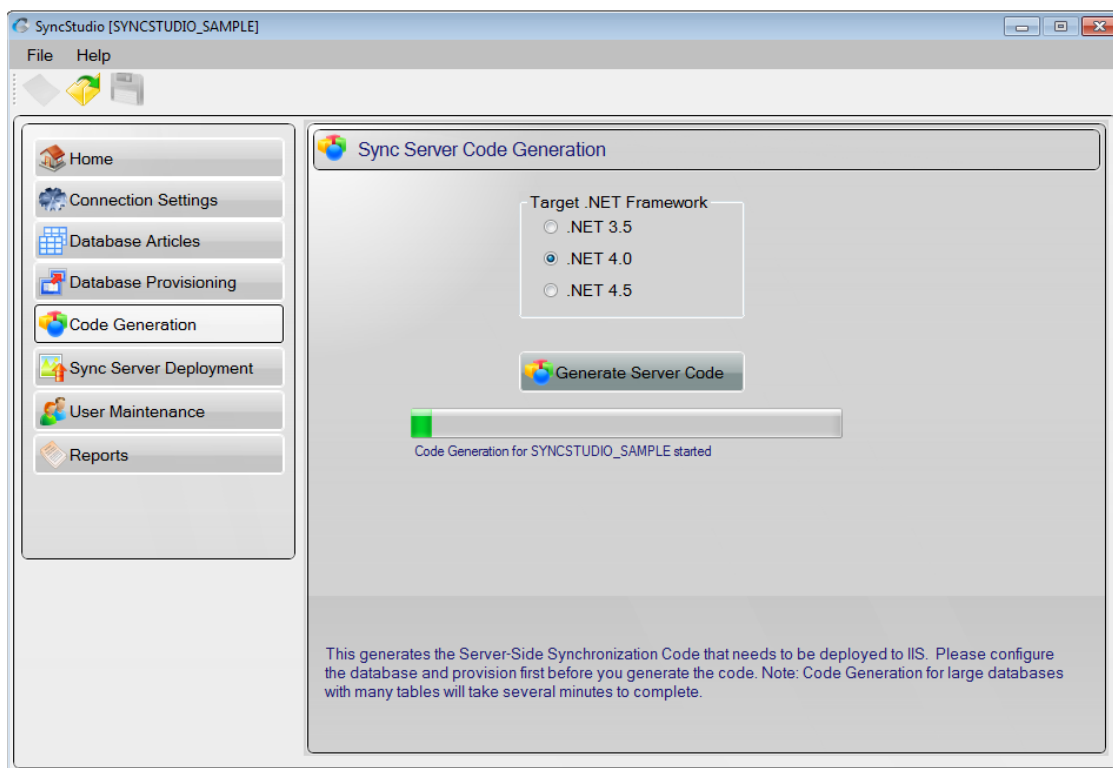 SyncStudio [SYNCSTUDIO_SAMPLE]
File Help
Home
Connection Settings
Database Articles
Database Provisioning
Code Generation
Sync Server Deployment
User Maintenance
Reports
Sync Server Code Generation
Target .NET Framework
.NET 3.5
.NET 4.0
.NET 4.5
Generate Server Code
Code Generation for SYNCSTUDIO_SAMPLE started
This generates the Server-Side Synchronization Code that needs to be deployed to IIS. Please configure
the database and provision first before you generate the code. Note: Code Generation for large databases
with many tables will take several minutes to complete.